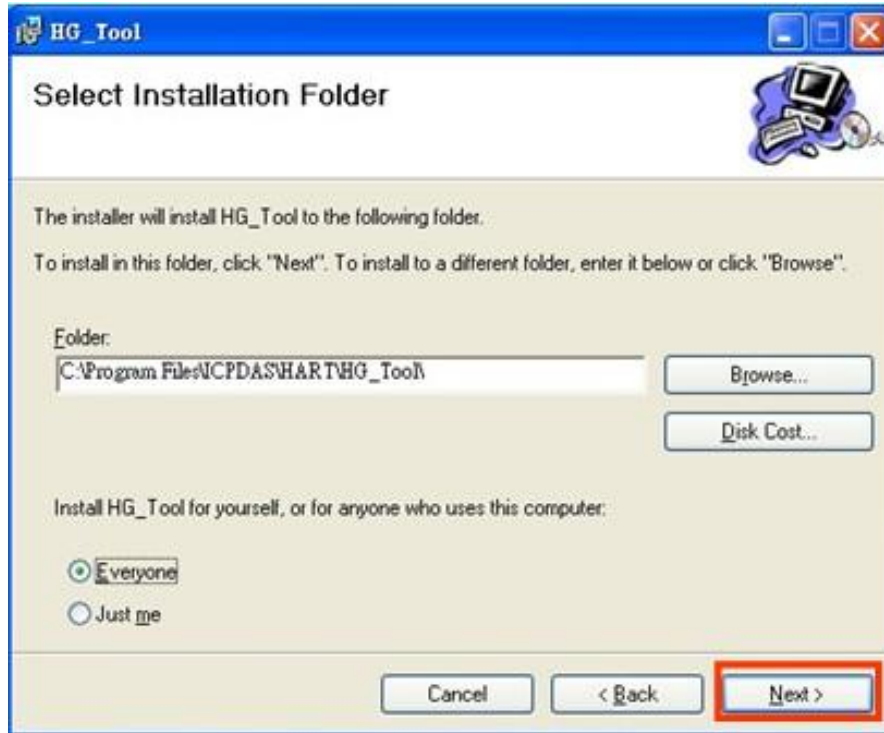 HG_Tool
Select Installation Folder
The installer will install HG_Tool to the following folder.
To install in this folder, click "Next". To install to a different folder, enter it below or click "Browse".
Folder:
C:\Program Files\ICPDAS\HART\HG_Tool\
Browse...
Disk Cost...
Install HG_Tool for yourself, or for anyone who uses this computer:
Everyone
Just me
Cancel
< Back
Next >